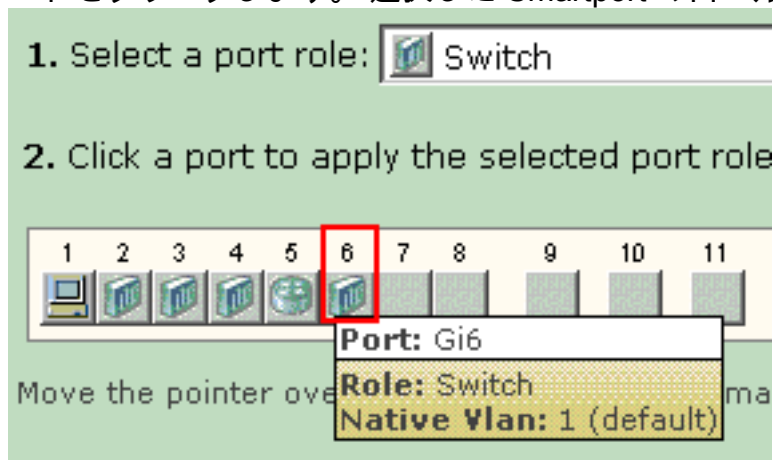 1. Select a port role: Switch
2. Click a port to apply the selected port role
1 2 3 4 5 6 7 8 9 10 11
Port: Gi6
Move the pointer ove
Role: Switch
ma
Native Vlan: 1 (default)